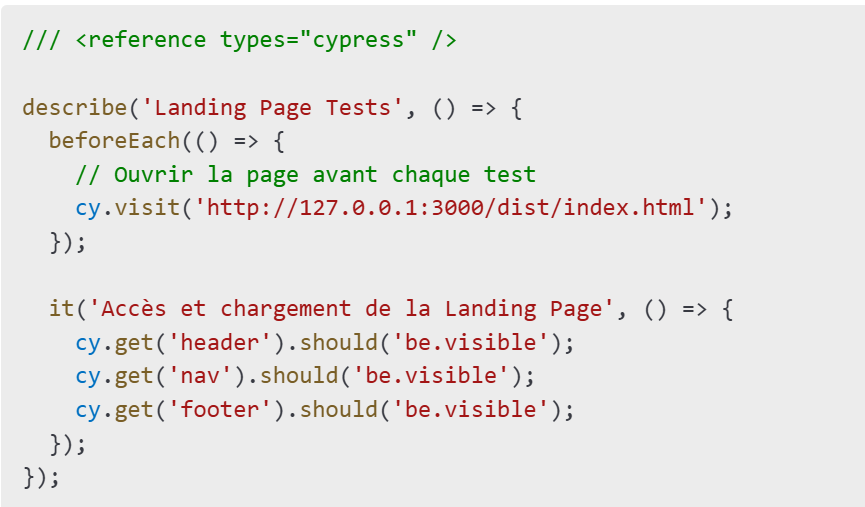 /// <reference types="cypress" />
describe('Landing Page Tests', () => {
beforeEach(() => {
// Ouvrir la page avant chaque test
cy.visit('http://127.0.0.1:3000/dist/index.html');
});
it('Accès et chargement de la Landing Page', () => {
cy.get('header').should('be.visible');
cy.get('nav').should('be.visible');
cy.get('footer').should('be.visible');
});
});